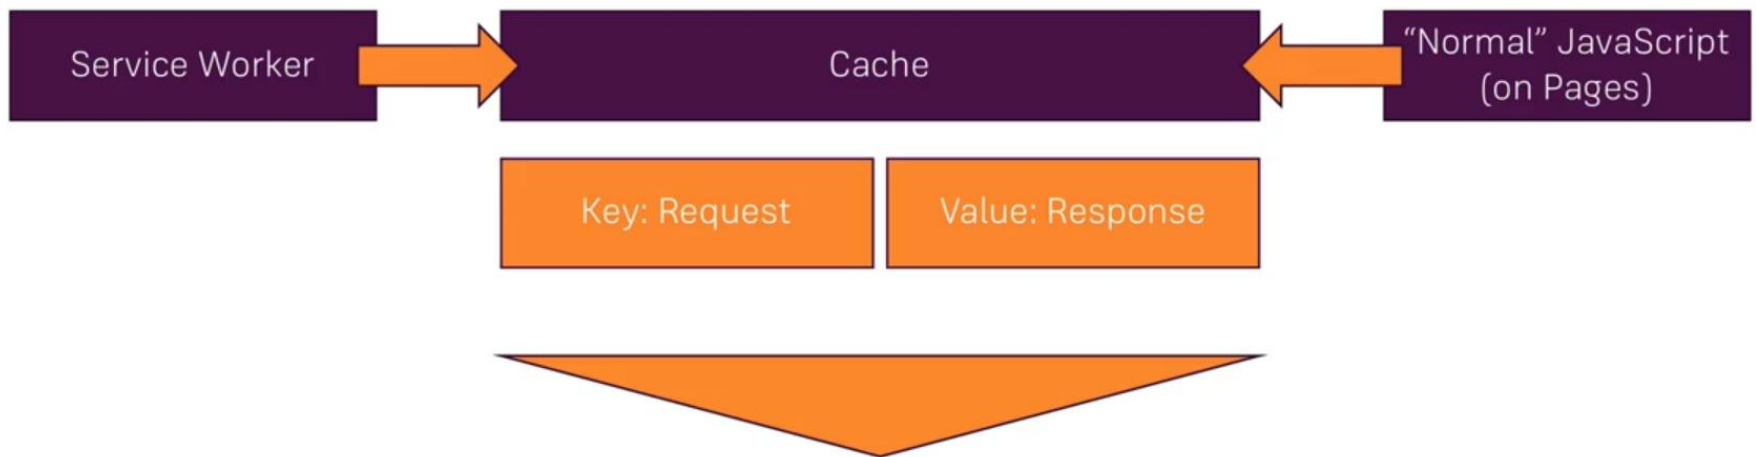 Service Worker
Cache
“Normal” JavaScript
(on Pages)
Key: Request
Value: Response